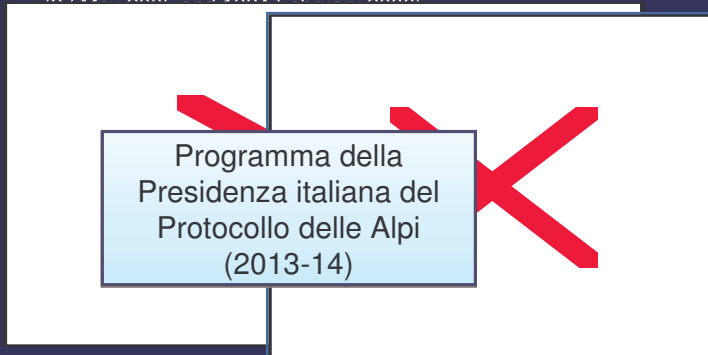 Programma della
Presidenza italiana del
Protocollo delle Alpi
(2013-14)